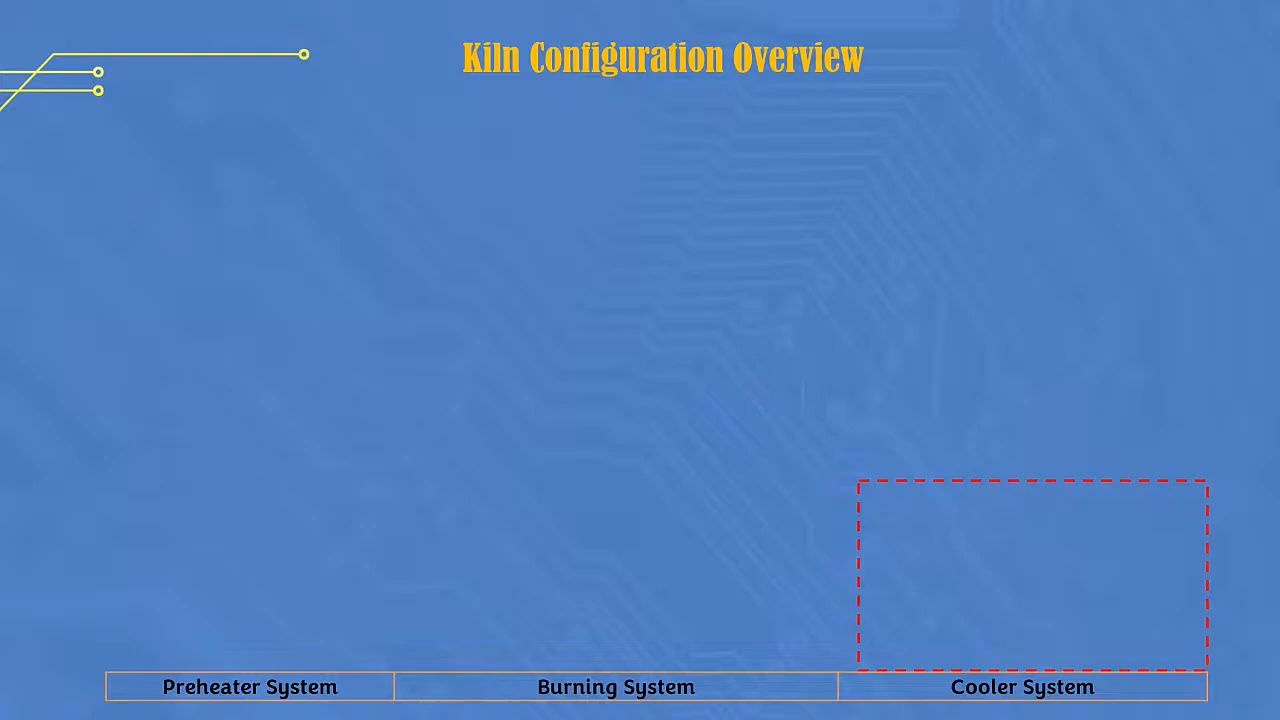 Kiln Configuration Overview
Preheater System
Burning System
Cooler System